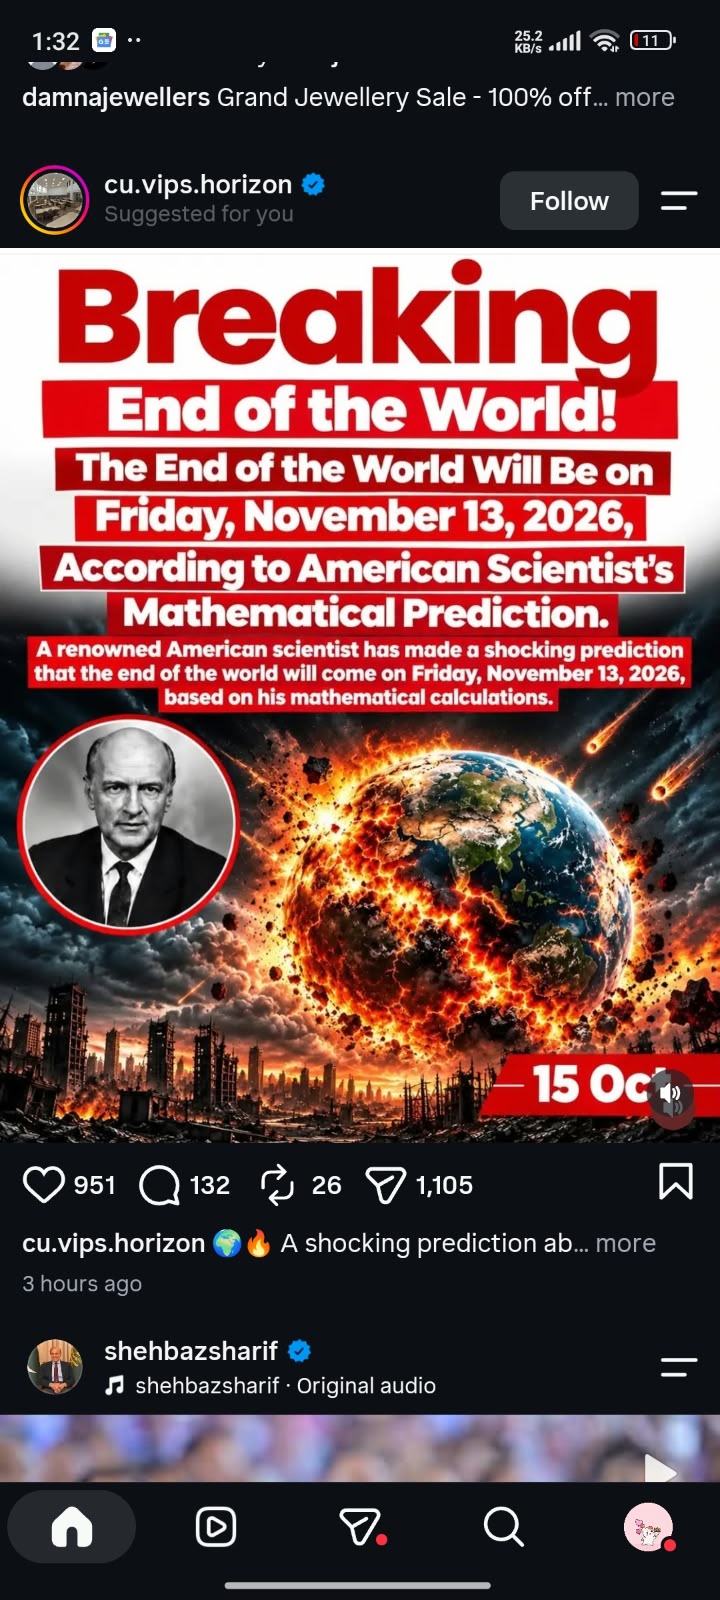 1:32
25.2
KB/s
11
damnajewellers Grand Jewellery Sale - 100% off... more
cu.vips.horizon
Suggested for you
Follow
Breaking
End of the World!
The End of the World Will Be on
Friday, November 13, 2026,
According to American Scientist's
Mathematical Prediction.
A renowned American scientist has made a shocking prediction
that the end of the world will come on Friday, November 13, 2026,
based on his mathematical calculations.
15
951
132
26
1,105
cu.vips.horizon 🌍🔥 A shocking prediction ab... more
3 hours ago
shehbazsharif
shehbazsharif · Original audio